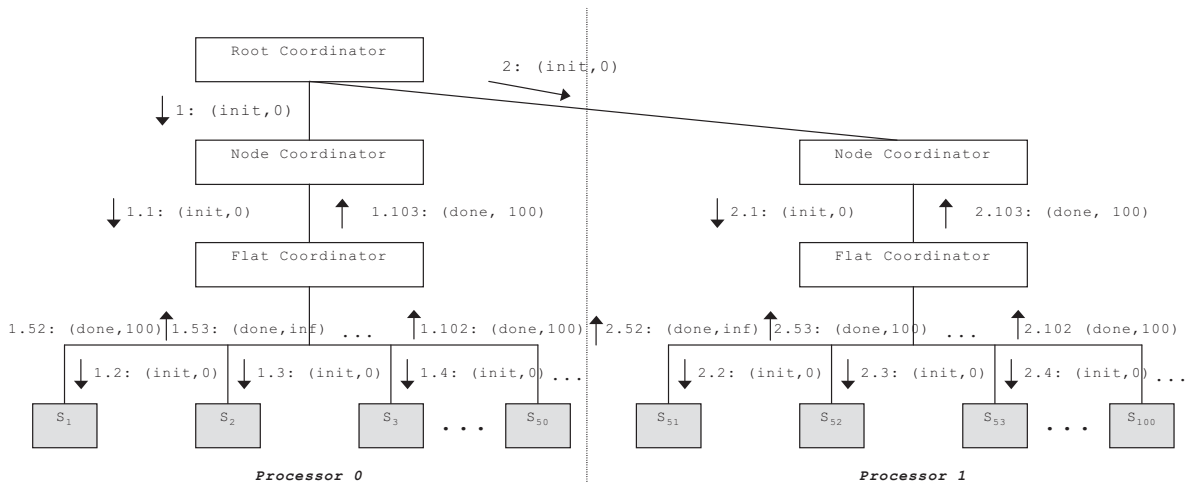 Root Coordinator
2: (init,0)
1: (init,0)
Node Coordinator
Node Coordinator
1.1: (init,0)
1.103: (done, 100)
2.1: (init,0)
2.103: (done, 100)
Flat Coordinator
Flat Coordinator
1.52: (done,100)
1.53: (done,inf)
...
1.102: (done,100)
2.52: (done,inf)
2.53: (done,100)
...
2.102 (done,100)
1.2: (init,0)
1.3: (init,0)
1.4: (init,0)
...
2.2: (init,0)
2.3: (init,0)
2.4: (init,0)
...
S1
S2
S3
...
S50
S51
S52
S53
...
S100
Processor 0
Processor 1